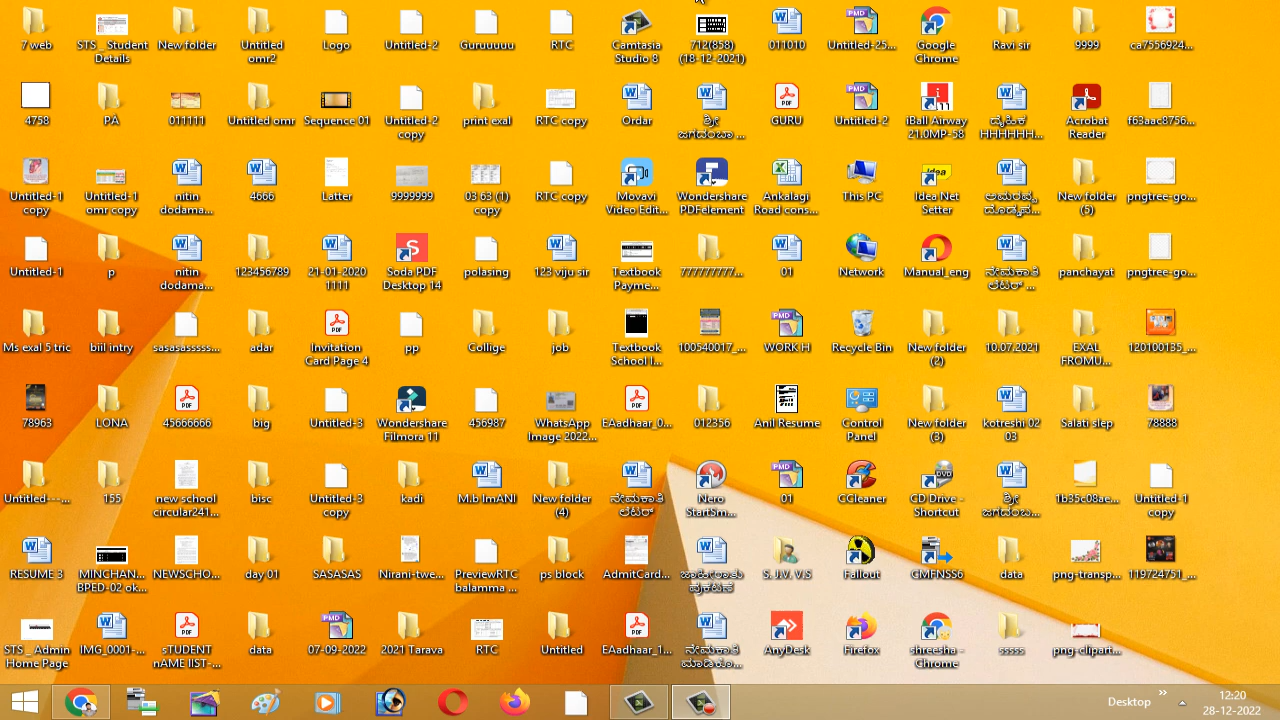 7 web
STS_ Student Details
New folder
Untitled omr2
Logo
Untitled-2
Guruuuuu
RTC
Camtasia Studio 8
712(858) (18-12-2021)
011010
Untitled-25...
Google Chrome
Ravi sir
9999
ca7556924...
4758
PA
011111
Untitled omr
Sequence 01
Untitled-2 copy
print exal
RTC copy
Ordar
ಶ್ರೀ ಜಗದಂಬಾ ...
GURU
Untitled-2
iBall Airway 21.0MP-58
ದೈಹಿಕ HHHHHH...
Acrobat Reader
f63aac8756...
Untitled-1 copy
Untitled-1 omr copy
nitin dodama...
4666
Latter
9999999
03 63 (1) copy
RTC copy
Movavi Video Edit...
Wondershare PDFelement
Ankalagi Road cons...
This PC
Idea Net Setter
New folder (5)
pngtree-go...
Untitled-1
p
nitin dodama...
123456789
21-01-2020 1111
Soda PDF Desktop 14
polasing
123 viju sir
Textbook Payme...
777777777...
01
Network
Manual_eng
ನೇಮಕಾತಿ ಲೆಟರ್ ...
panchayat
pngtree-go...
Ms exal 5 tric
biil intry
sasasasssss...
adar
Invitation Card Page 4
pp
Collige
job
Textbook School I...
100540017_...
WORK H
Recycle Bin
New folder (2)
10.07.2021
EXAL FROMU...
120100135_...
78963
LONA
45666666
big
Untitled-3
Wondershare Filmora 11
456987
WhatsApp Image 2022...
EAadhaar_0...
012356
Anil Resume
Control Panel
New folder (3)
kotreshi 02 03
Salati slep
78888
Untitled---...
155
new school circular241...
bisc
Untitled-3 copy
kadi
M.b ImANI
New folder (4)
ನೇಮಕಾತಿ ಲೆಟರ್
Nero StartSm...
01
CCleaner
CD Drive - Shortcut
ಶ್ರೀ ಜಗದಂಬ...
1b35c08ae...
Untitled-1 copy
RESUME 3
MINCHAN... BPED-02 ok...
NEWSCHO...
day 01
SASASAS
Nirani-twe...
PreviewRTC balamma ...
ps block
AdmitCard...
S. J.V. V.S
Fallout
CMFNSS6
data
png-transp...
119724751_...
STS_ Admin Home Page
IMG_0001-...
sTUDENT nAME lIST-...
data
07-09-2022
2021 Tarava
RTC
Untitled
EAadhaar_1...
AnyDesk
Firefox
shreesha - Chrome
sssss
png-clipart...
Desktop
12:20
28-12-2022